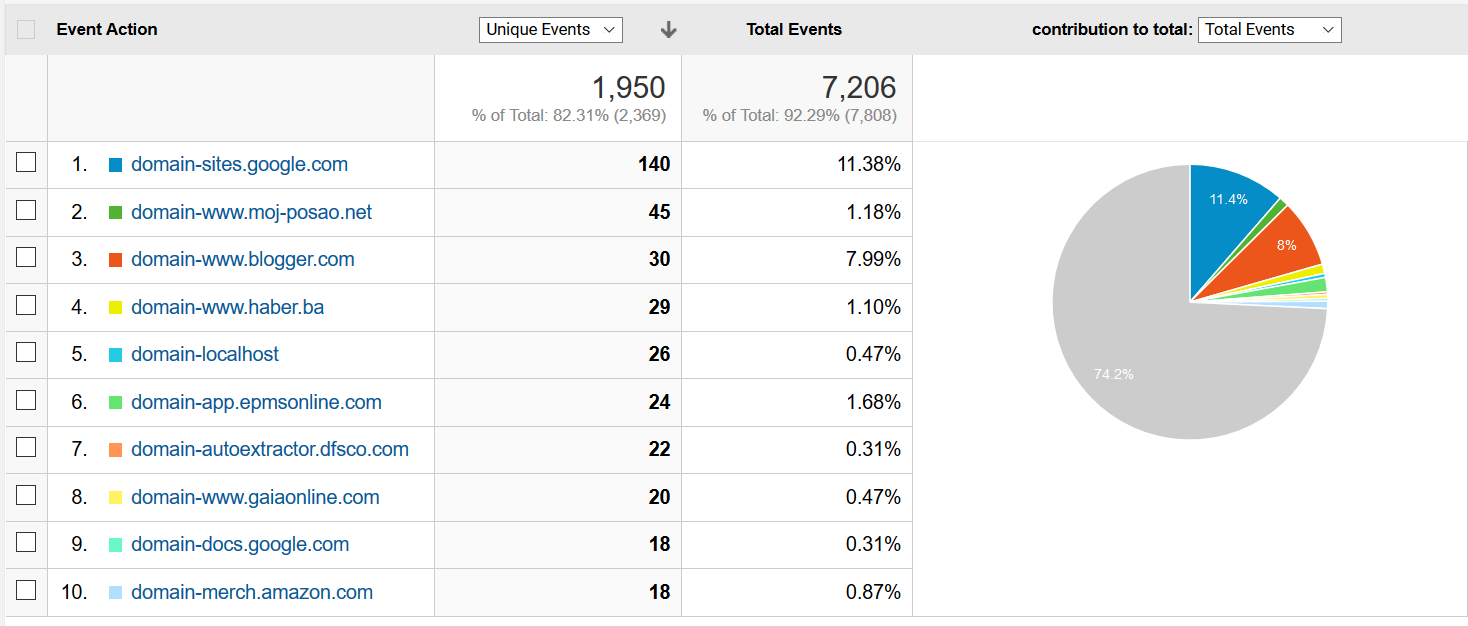 Event Action Unique Events Total Events contribution to total: Total Events
1,950 7,206
% of Total: 82.31% (2,369) % of Total: 92.29% (7,808)
1. domain-sites.google.com 140 11.38%
2. domain-www.moj-posao.net 45 1.18%
3. domain-www.blogger.com 30 7.99%
4. domain-www.haber.ba 29 1.10%
5. domain-localhost 26 0.47%
6. domain-app.epmsonline.com 24 1.68%
7. domain-autoextractor.dfsco.com 22 0.31%
8. domain-www.gaiaonline.com 20 0.47%
9. domain-docs.google.com 18 0.31%
10. domain-merch.amazon.com 18 0.87%
11.4%
8%
74.2%